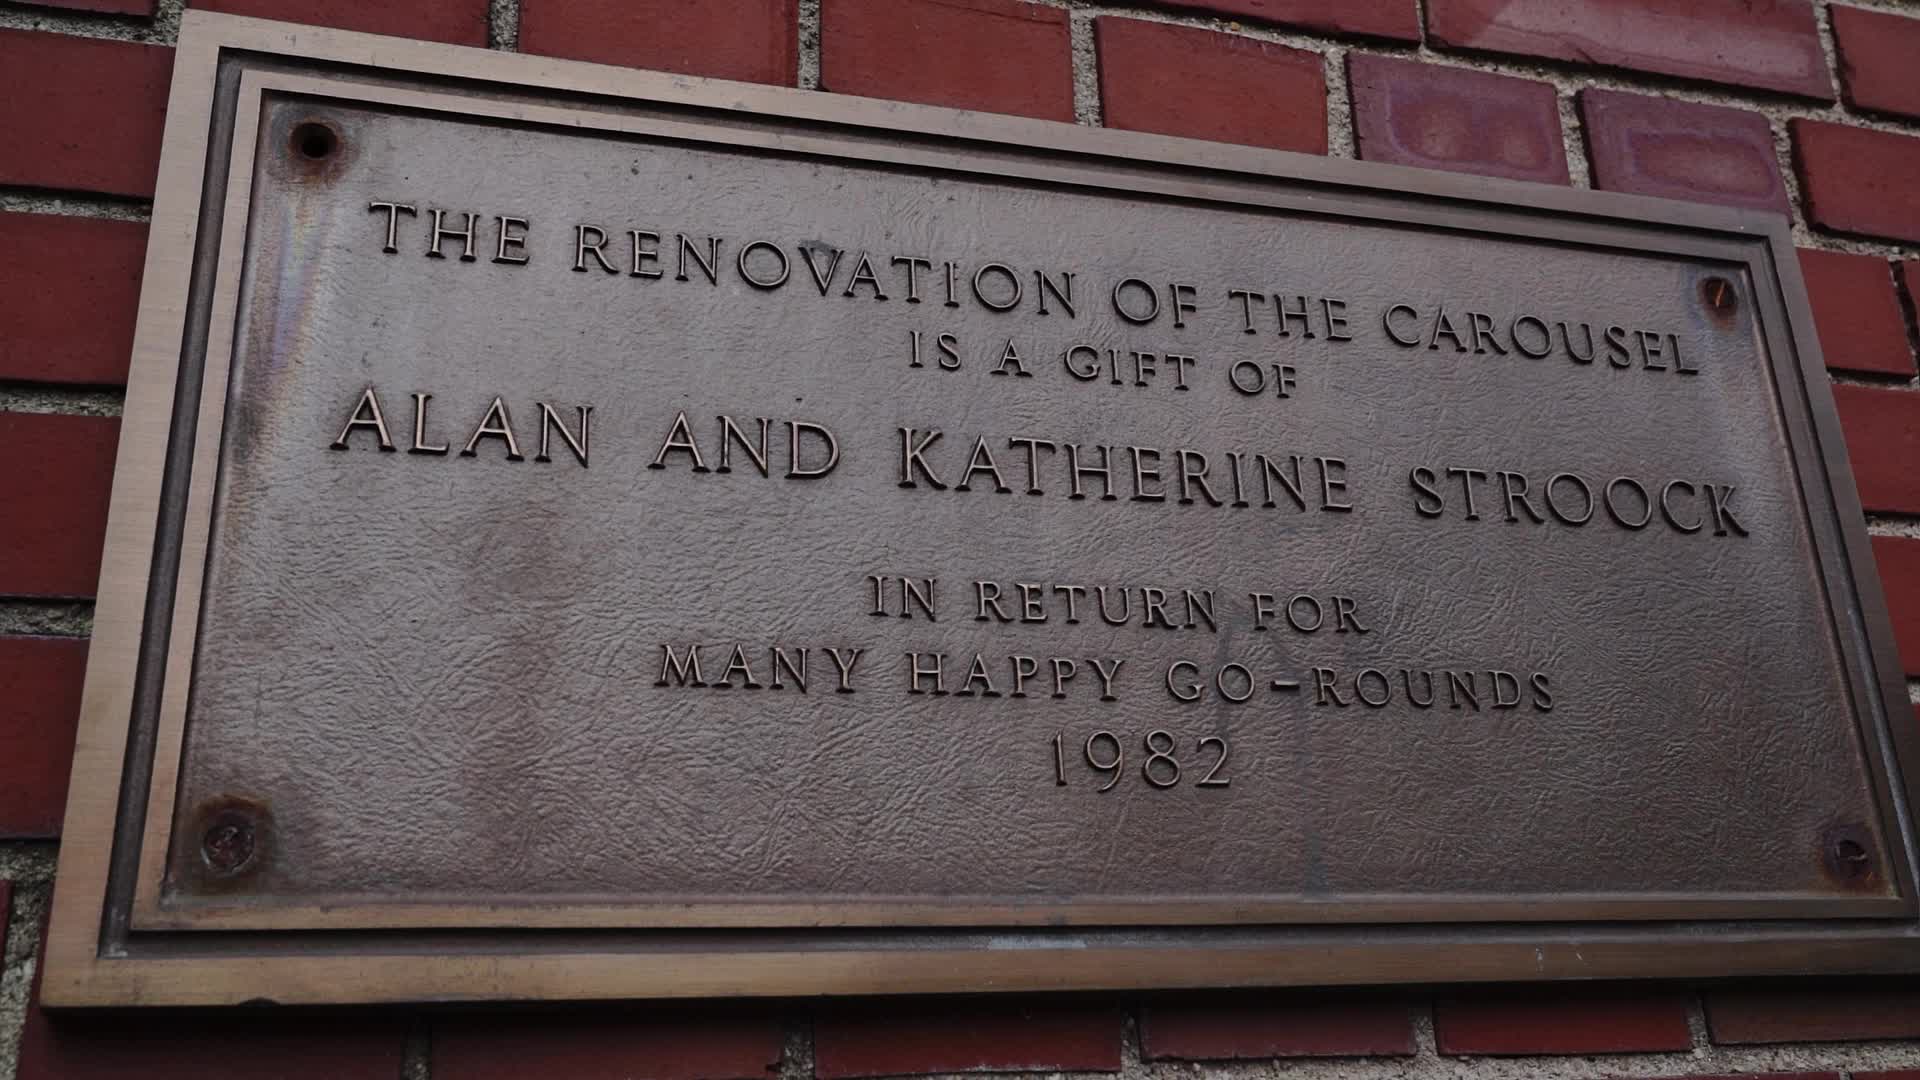 THE RENOVATION OF THE CAROUSEL
IS A GIFT OF
ALAN AND KATHERINE STROOCK
IN RETURN FOR
MANY HAPPY GO-ROUNDS
1982